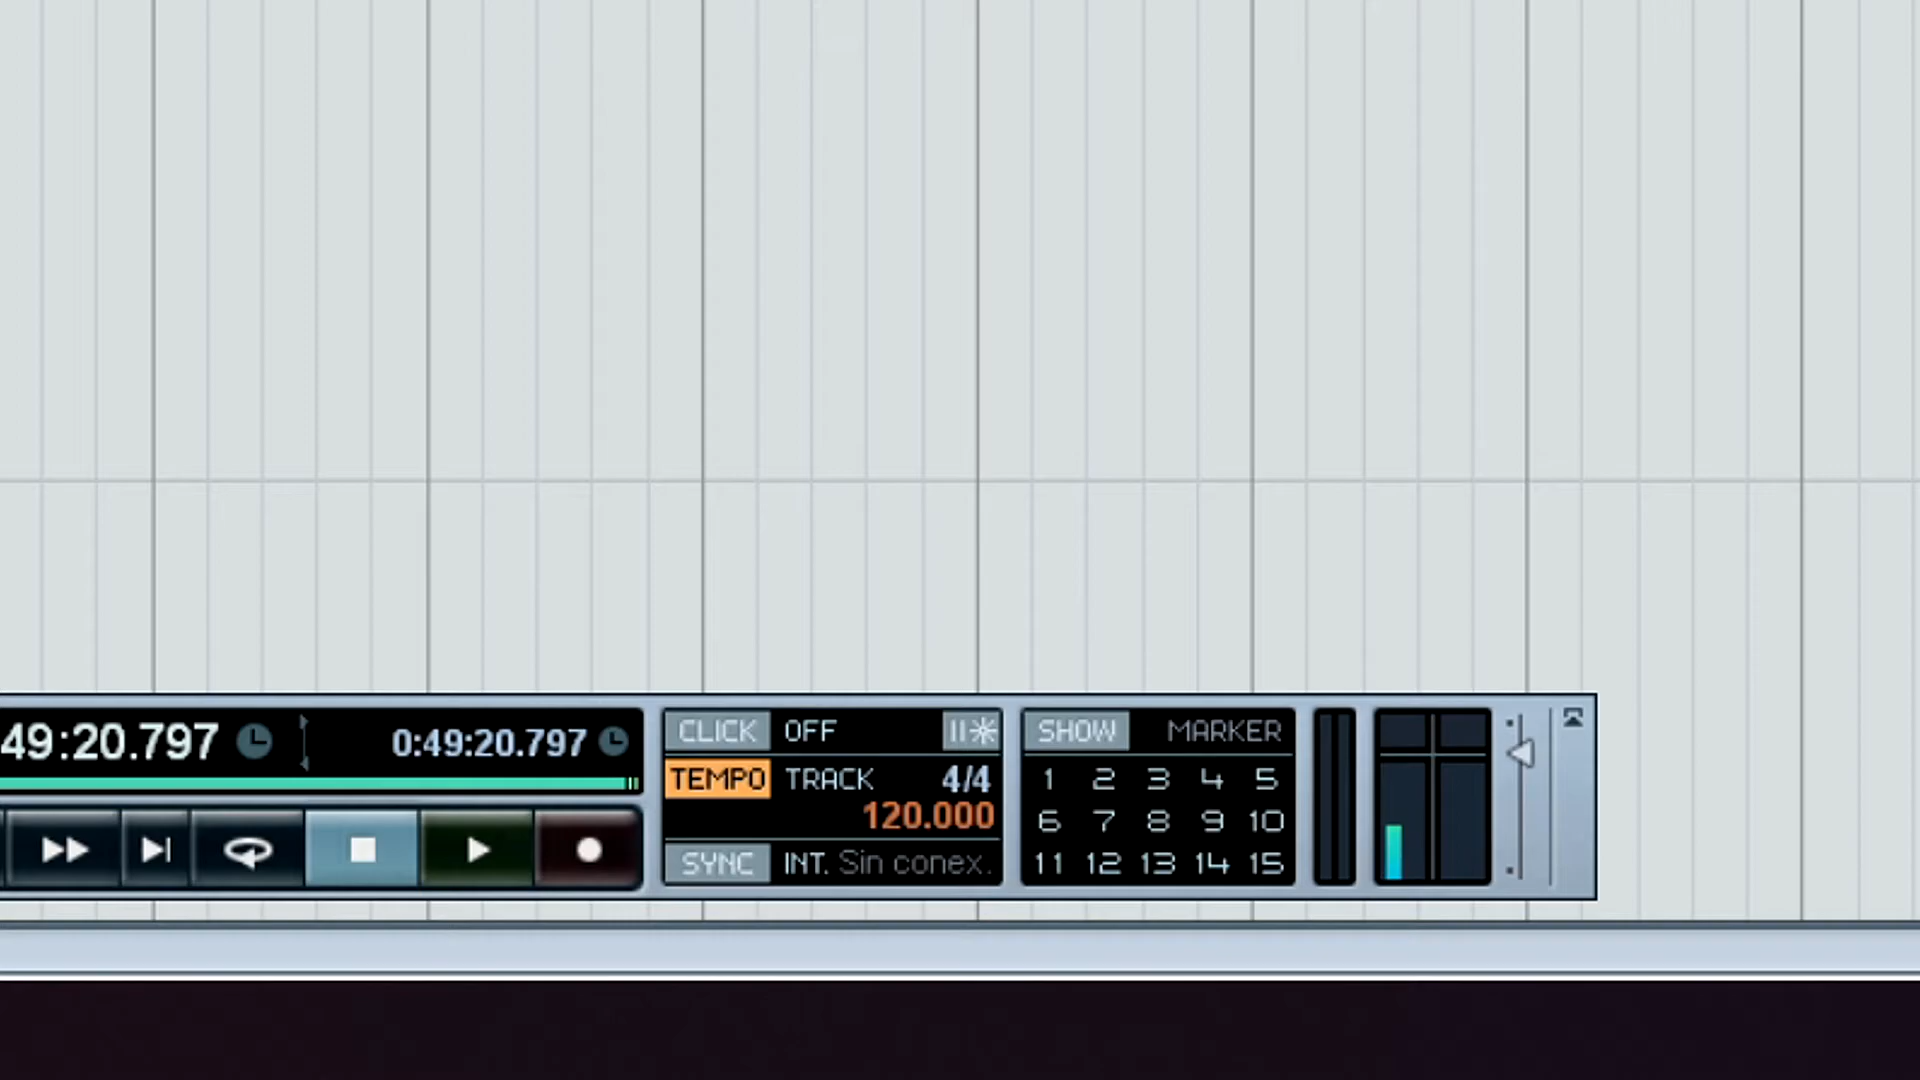 49:20.797 0:49:20.797
CLICK OFF
TEMPO TRACK 4/4
120.000
SYNC INT. Sin conex.
SHOW MARKER
1 2 3 4 5
6 7 8 9 10
11 12 13 14 15